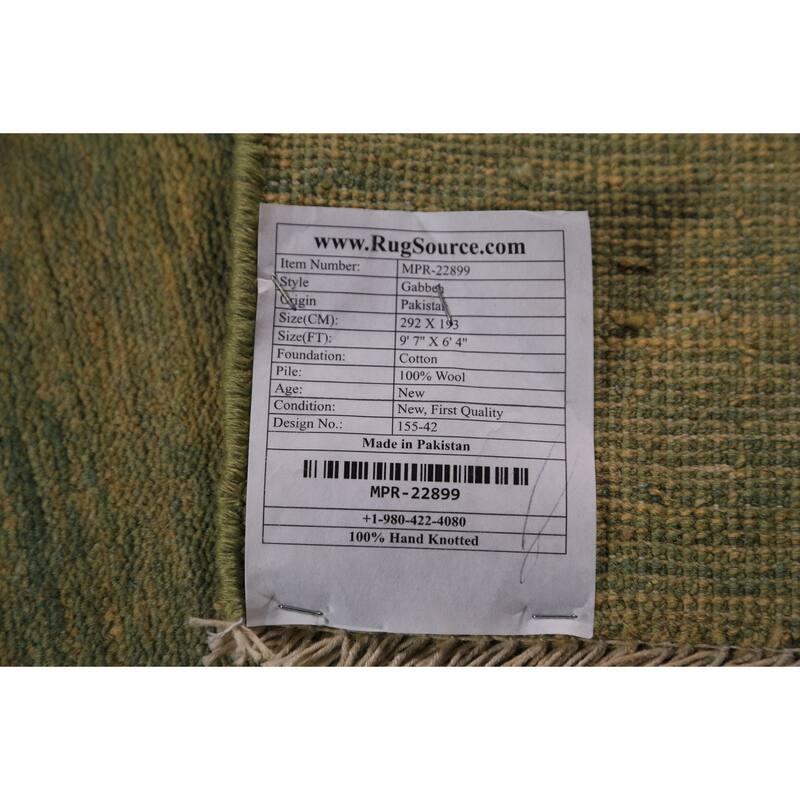 www.RugSource.com
Item Number: MPR-22899
Style Gabbeh
Origin Pakistan
Size(CM): 292 X 193
Size(FT): 9' 7" X 6' 4"
Foundation: Cotton
Pile: 100% Wool
Age: New
Condition: New, First Quality
Design No.: 155-42
Made in Pakistan
MPR-22899
+1-980-422-4080
100% Hand Knotted